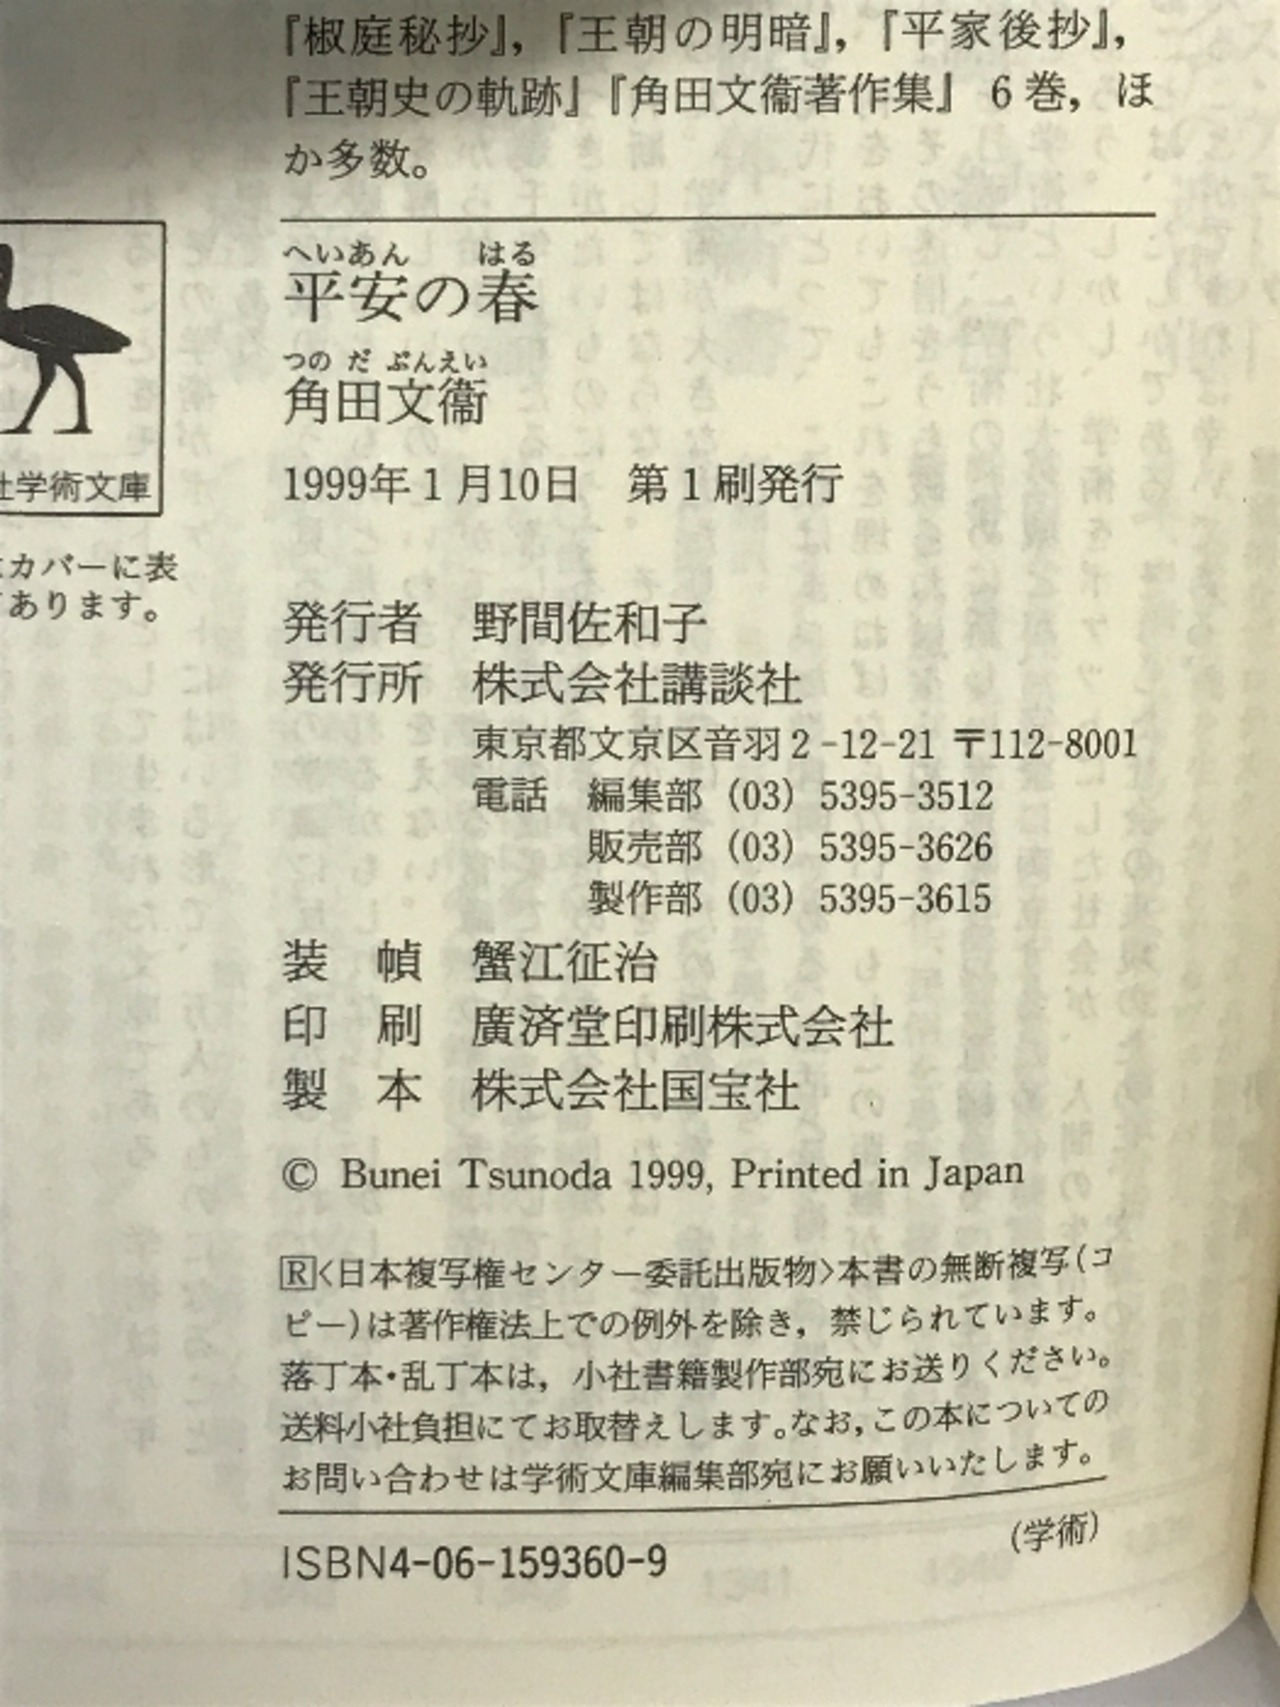 『椒庭秘抄』，『王朝の明暗』，『平家後抄』，
『王朝史の軌跡』『角田文衞著作集』 6巻，ほ
か多数。
へいあん はる
平安の春
つの だ ぶんえい
角田文衞
1999年1月10日 第1刷発行
社学術文庫
カバーに表
あります。
発行者 野間佐和子
発行所 株式会社講談社
東京都文京区音羽2-12-21 〒112-8001
電話 編集部 (03) 5395-3512
販売部 (03) 5395-3626
製作部 (03) 5395-3615
装 幀 蟹江征治
印 刷 廣済堂印刷株式会社
製 本 株式会社国宝社
© Bunei Tsunoda 1999, Printed in Japan
R〈日本複写権センター委託出版物〉本書の無断複写(コ
ピー)は著作権法上での例外を除き，禁じられています。
落丁本・乱丁本は，小社書籍製作部宛にお送りください。
送料小社負担にてお取替えします。なお，この本についての
お問い合わせは学術文庫編集部宛にお願いいたします。
ISBN4-06-159360-9
(学術)